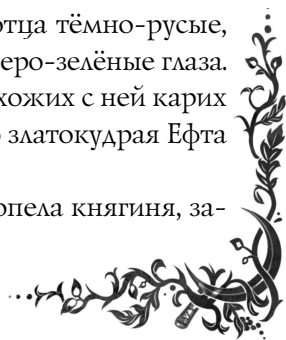 отца тёмно-русые,
еро-зелёные глаза.
хожих с ней карих
златокудрая Ефта
опела княгиня, за-